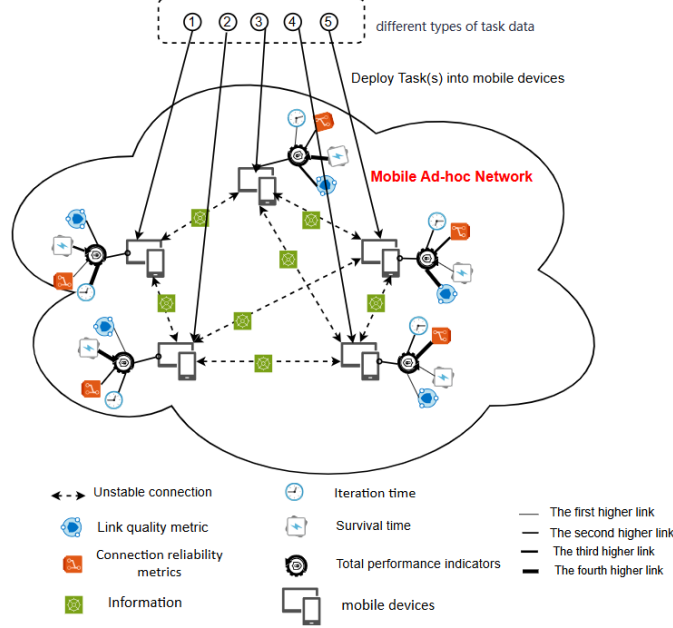 1 2 3 4 5
different types of task data
Deploy Task(s) into mobile devices
Mobile Ad-hoc Network
Unstable connection
Iteration time
Link quality metric
Survival time
Connection reliability
metrics
Total performance indicators
Information
mobile devices
The first higher link
The second higher link
The third higher link
The fourth higher link